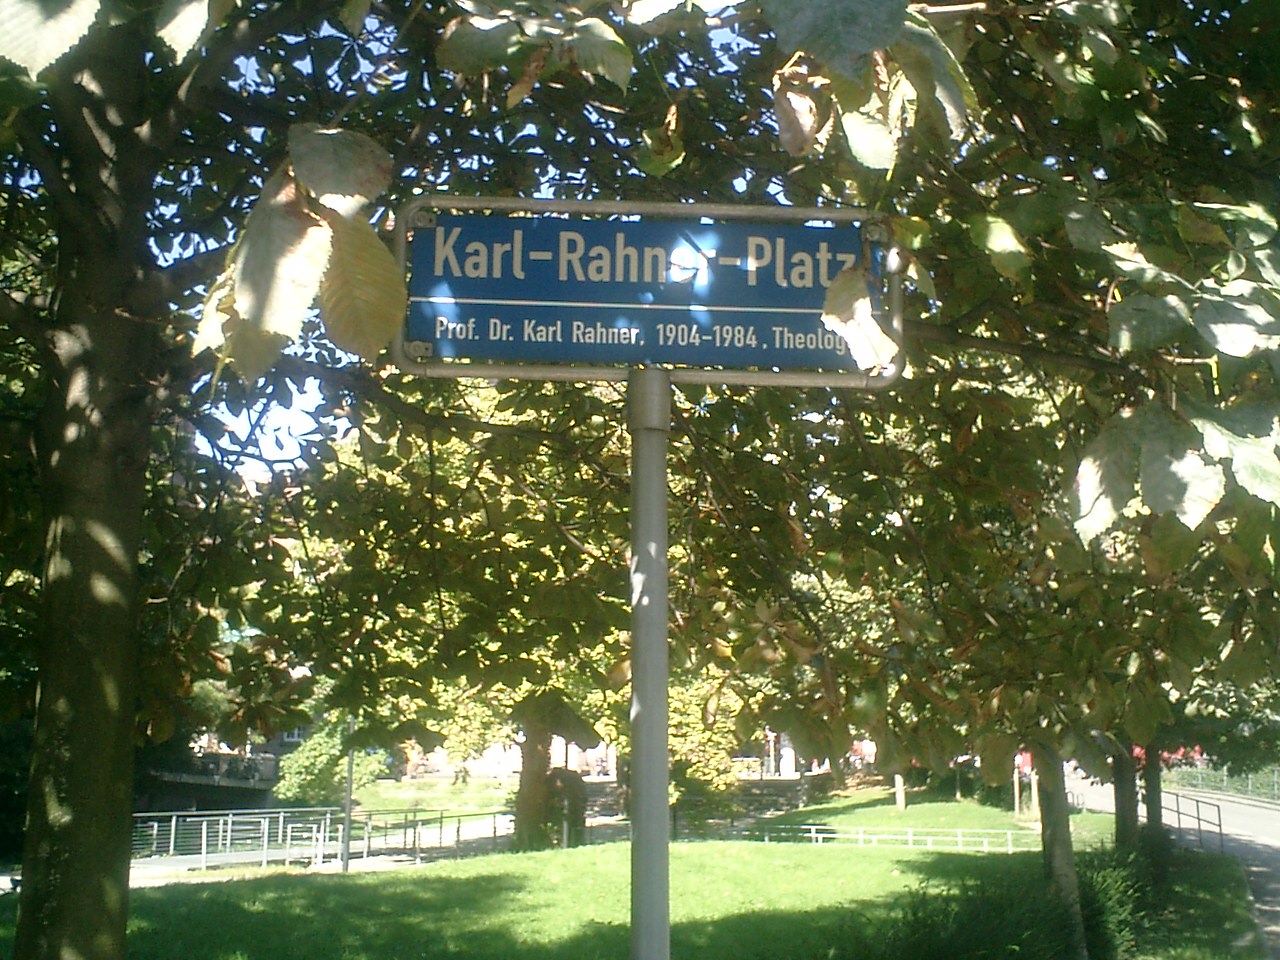 Karl-Rahner-Platz
Prof. Dr. Karl Rahner, 1904-1984, Theolog